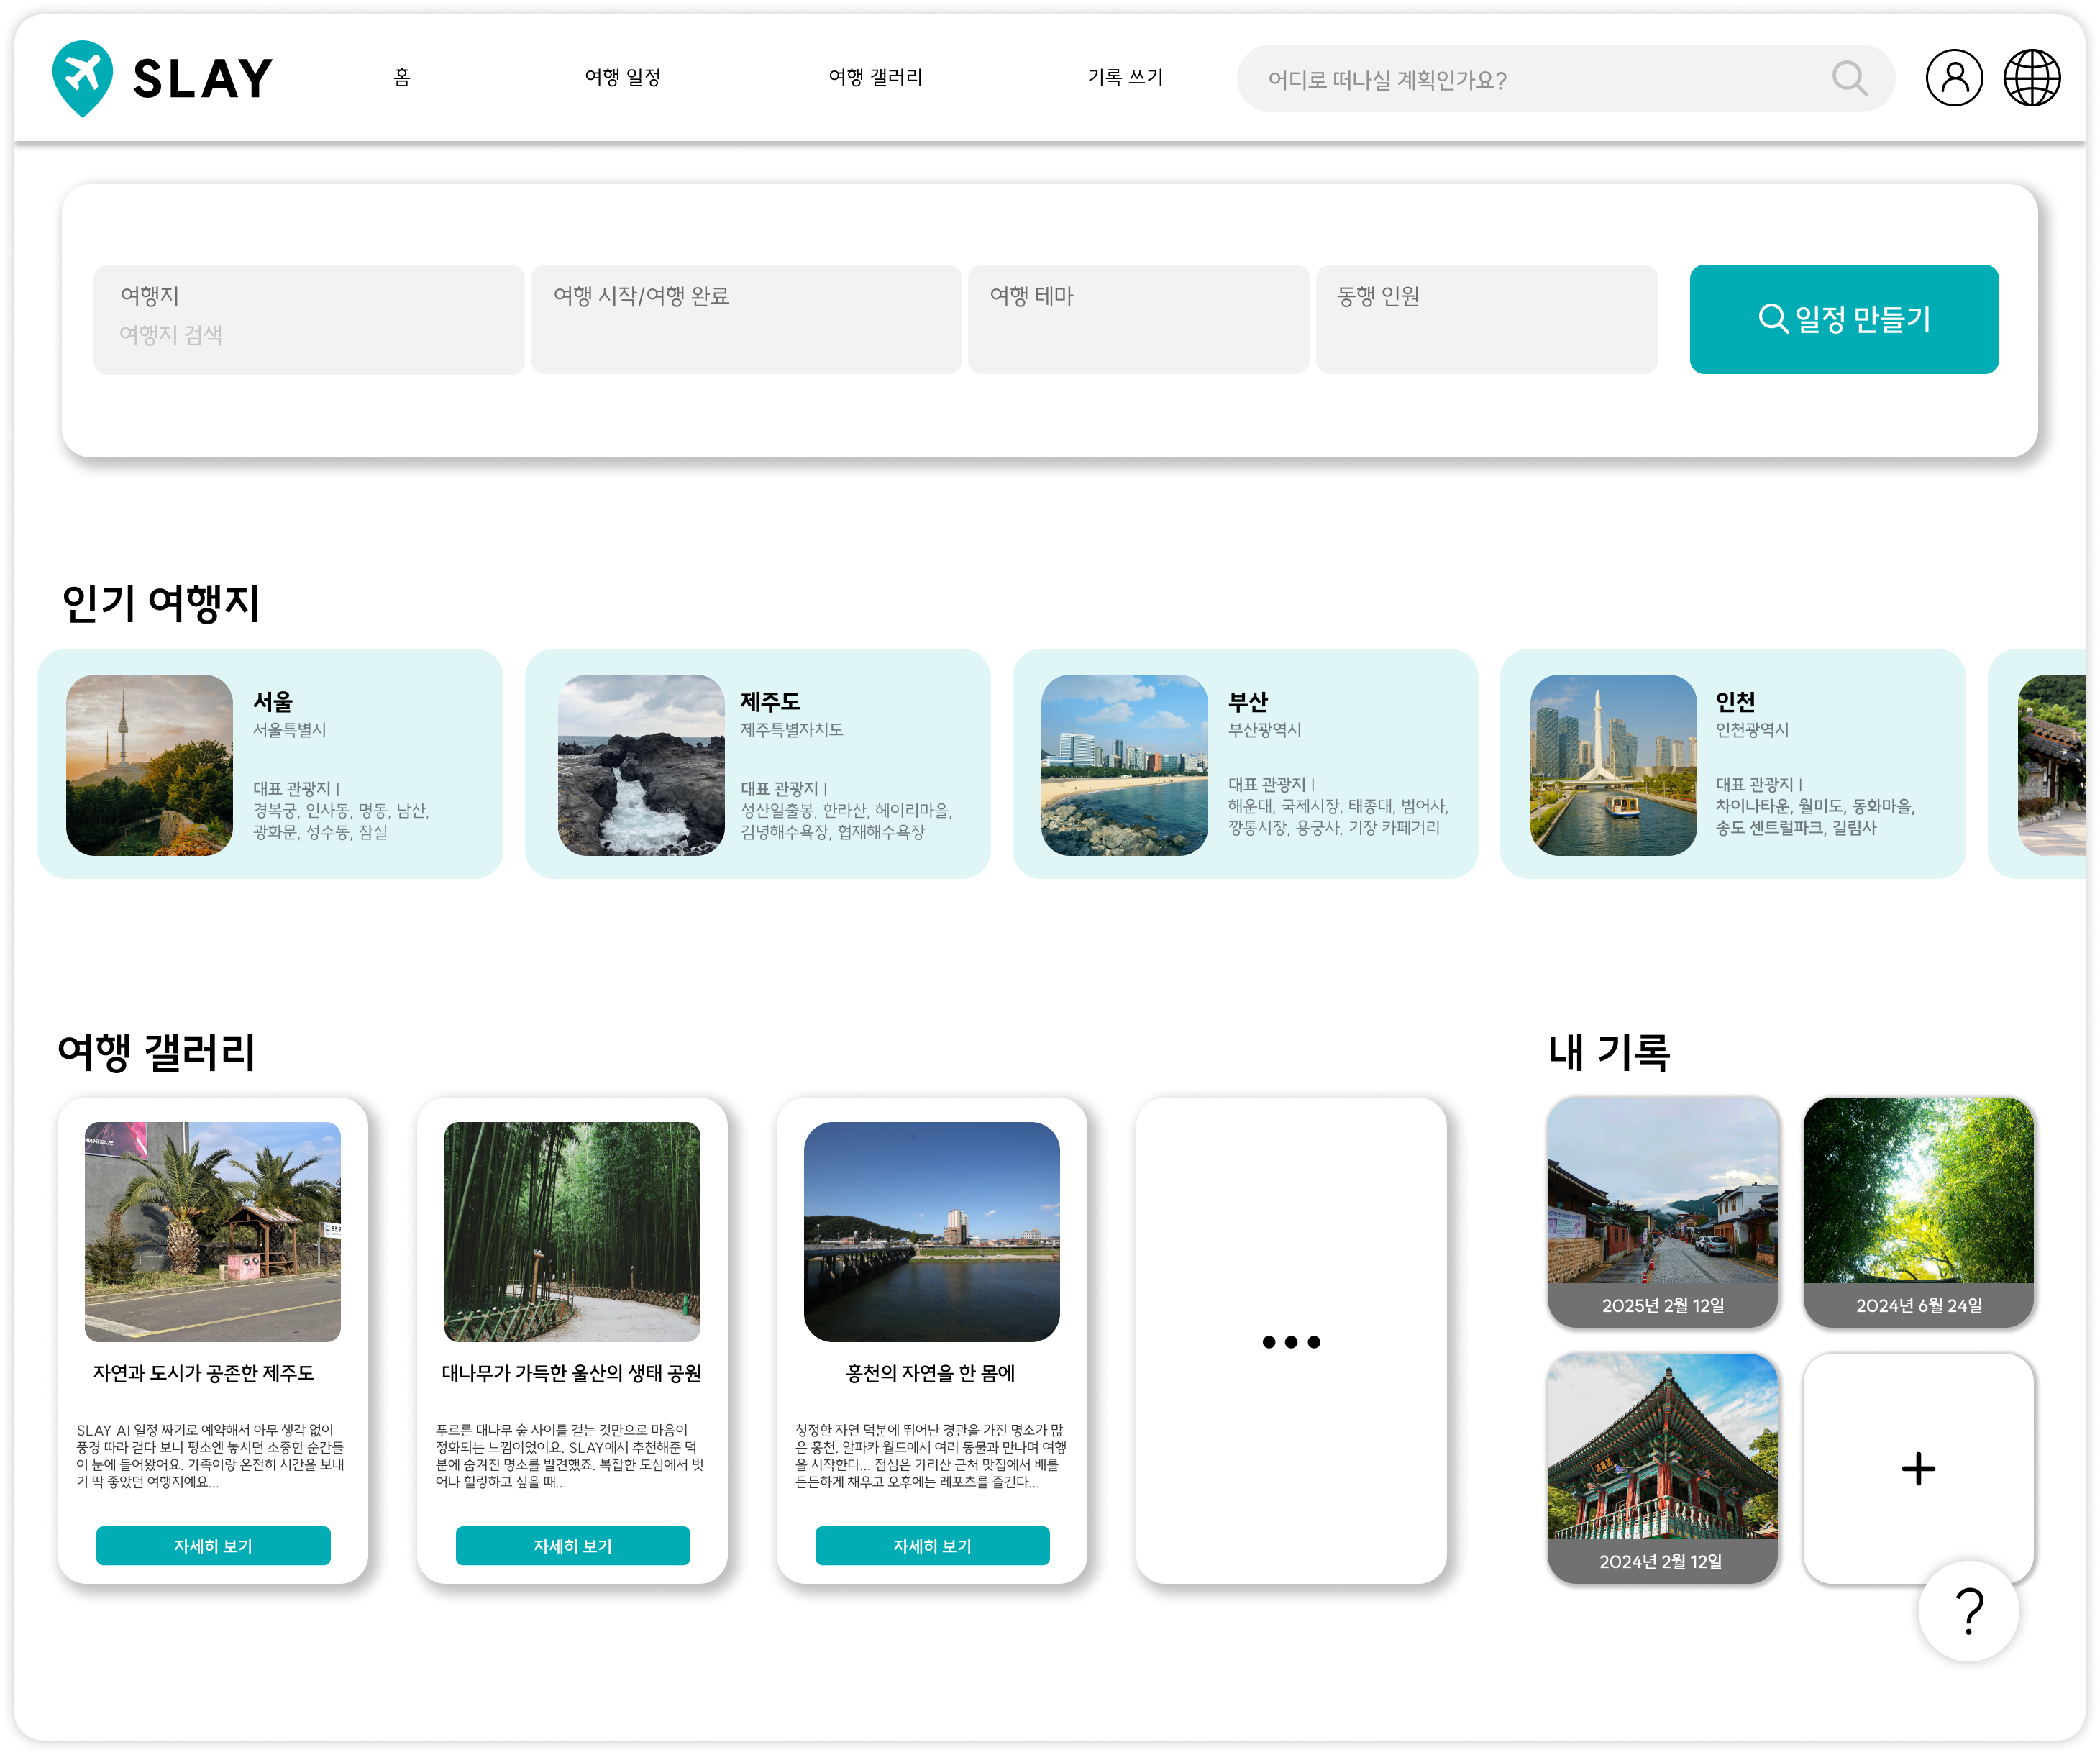 SLAY
홈
여행 일정
여행 갤러리
기록 쓰기
어디로 떠나실 계획인가요?
여행지
여행지 검색
여행 시작/여행 완료
여행 테마
동행 인원
일정 만들기
인기 여행지
서울
서울특별시
대표 관광지 |
경복궁, 인사동, 명동, 남산,
광화문, 성수동, 잠실
제주도
제주특별자치도
대표 관광지 |
성산일출봉, 한라산, 헤이리마을,
김녕해수욕장, 협재해수욕장
부산
부산광역시
대표 관광지 |
해운대, 국제시장, 태종대, 범어사,
깡통시장, 용궁사, 기장 카페거리
인천
인천광역시
대표 관광지 |
차이나타운, 월미도, 동화마을,
송도 센트럴파크, 길림사
여행 갤러리
자연과 도시가 공존한 제주도
SLAY AI 일정 짜기로 예약해서 아무 생각 없이
풍경 따라 걷다 보니 평소엔 놓치던 소중한 순간들
이 눈에 들어왔어요. 가족이랑 온전히 시간을 보내
기 딱 좋았던 여행지예요...
자세히 보기
대나무가 가득한 울산의 생태 공원
푸르른 대나무 숲 사이를 걷는 것만으로 마음이
정화되는 느낌이었어요. SLAY에서 추천해준 덕
분에 숨겨진 명소를 발견했죠. 복잡한 도심에서 벗
어나 힐링하고 싶을 때...
자세히 보기
홍천의 자연을 한 몸에
청정한 자연 덕분에 뛰어난 경관을 가진 명소가 많
은 홍천. 알파카 월드에서 여러 동물과 만나며 여행
을 시작한다... 점심은 가리산 근처 맛집에서 배를
든든하게 채우고 오후에는 레포츠를 즐긴다...
자세히 보기
...
내 기록
2025년 2월 12일
2024년 6월 24일
2024년 2월 12일
+
?